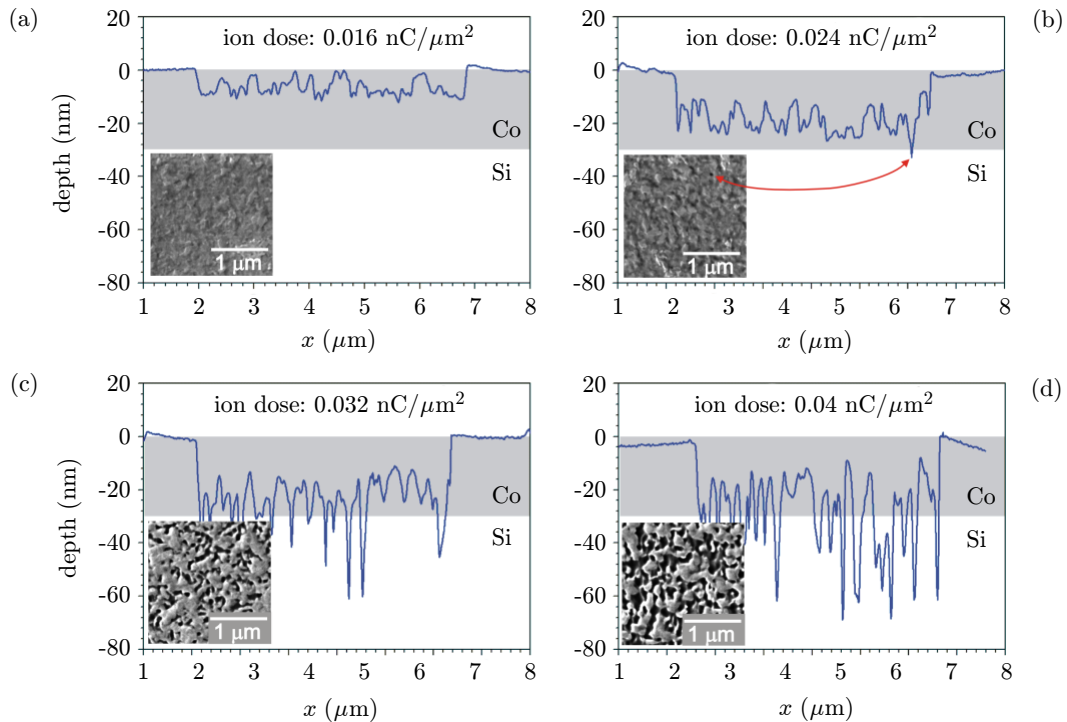 (a)
ion dose: 0.016 nC/μm²
20
0
-20
-40
-60
-80
depth (nm)
Co
Si
1 μm
1 2 3 4 5 6 7 8
x (μm)
(b)
ion dose: 0.024 nC/μm²
20
0
-20
-40
-60
-80
Co
Si
1 μm
1 2 3 4 5 6 7 8
x (μm)
(c)
ion dose: 0.032 nC/μm²
20
0
-20
-40
-60
-80
depth (nm)
Co
Si
1 μm
1 2 3 4 5 6 7 8
x (μm)
(d)
ion dose: 0.04 nC/μm²
20
0
-20
-40
-60
-80
Co
Si
1 μm
1 2 3 4 5 6 7 8
x (μm)